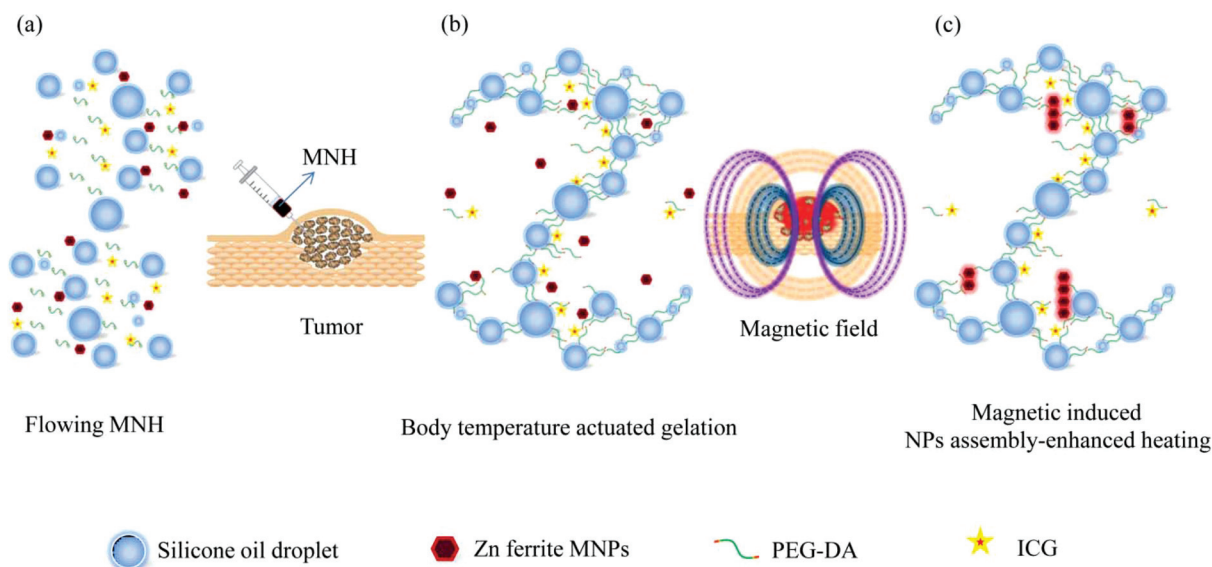 (a)
(b)
(c)
MNH
Tumor
Magnetic field
Flowing MNH
Body temperature actuated gelation
Magnetic induced
NPs assembly-enhanced heating
Silicone oil droplet
Zn ferrite MNPs
PEG-DA
ICG